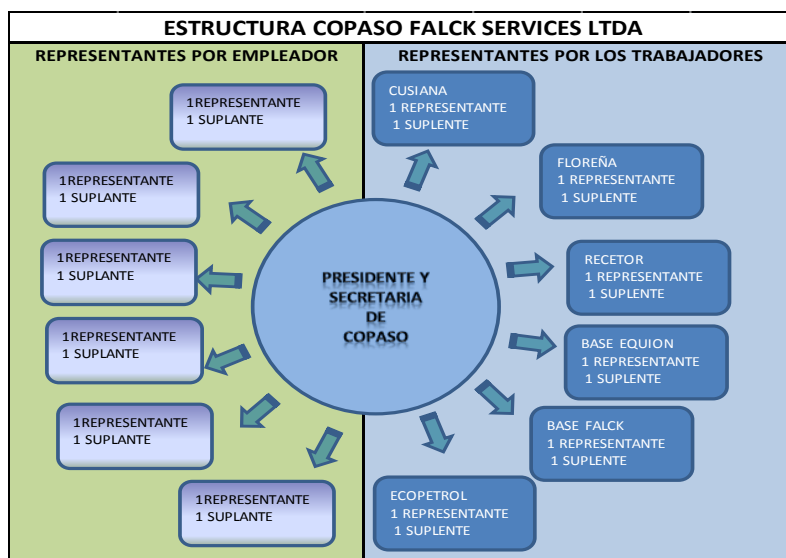 ESTRUCTURA COPASO FALCK SERVICES LTDA
REPRESENTANTES POR EMPLEADOR
REPRESENTANTES POR LOS TRABAJADORES
1REPRESENTANTE
1 SUPLANTE
1REPRESENTANTE
1 SUPLANTE
1REPRESENTANTE
1 SUPLANTE
1REPRESENTANTE
1 SUPLANTE
1REPRESENTANTE
1 SUPLANTE
1REPRESENTANTE
1 SUPLANTE
PRESIDENTE Y
SECRETARIA
DE
COPASO
CUSIANA
1 REPRESENTANTE
1 SUPLENTE
FLOREÑA
1 REPRESENTANTE
1 SUPLENTE
RECETOR
1 REPRESENTANTE
1 SUPLENTE
BASE EQUION
1 REPRESENTANTE
1 SUPLENTE
BASE FALCK
1 REPRESENTANTE
1 SUPLENTE
ECOPETROL
1 REPRESENTANTE
1 SUPLENTE